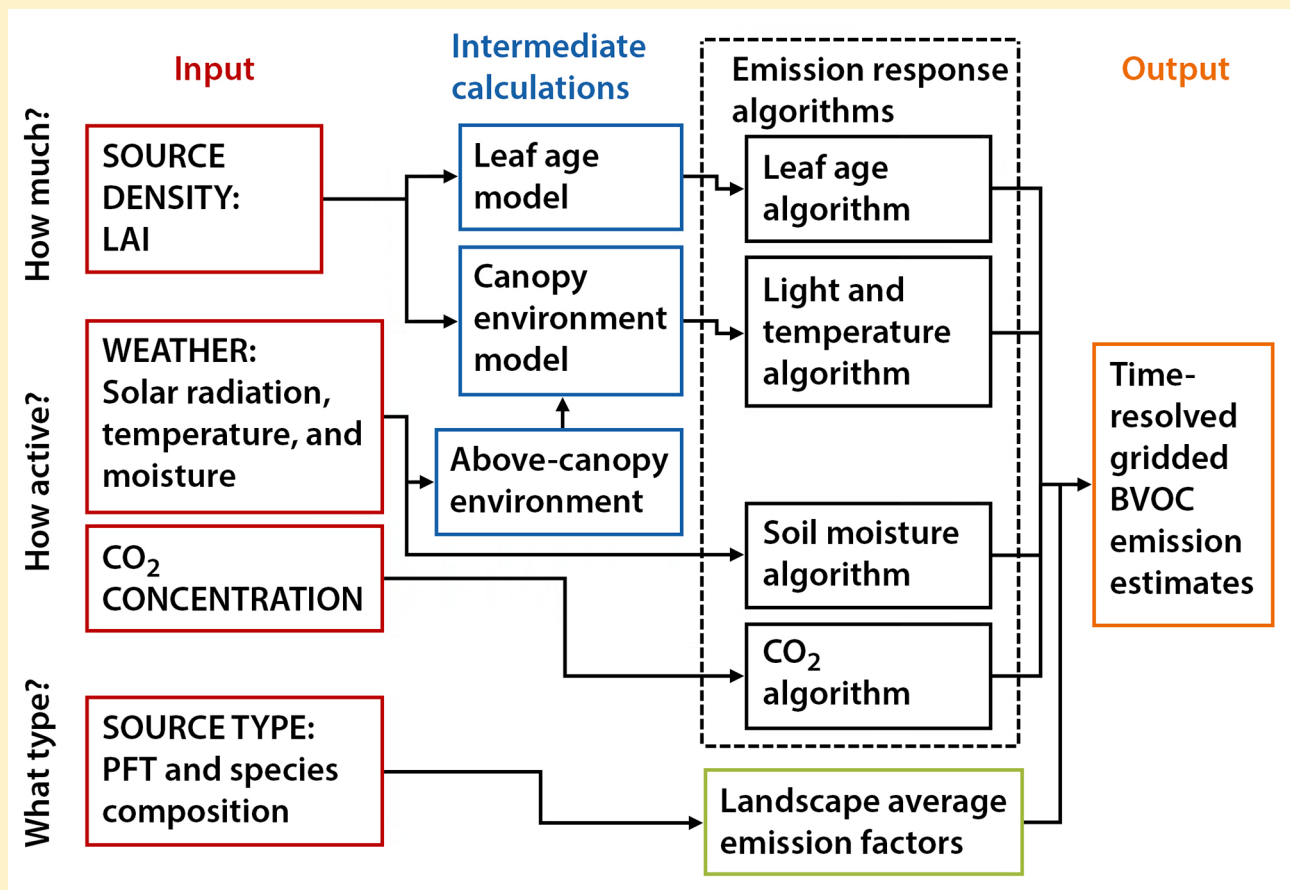 Input
Intermediate
calculations
Emission response
algorithms
Output
How much?
SOURCE
DENSITY:
LAI
Leaf age
model
Leaf age
algorithm
Canopy
environment
model
Light and
temperature
algorithm
How active?
WEATHER:
Solar radiation,
temperature, and
moisture
Above-canopy
environment
Soil moisture
algorithm
CO₂
CONCENTRATION
CO₂
algorithm
Time-
resolved
gridded
BVOC
emission
estimates
What type?
SOURCE TYPE:
PFT and species
composition
Landscape average
emission factors